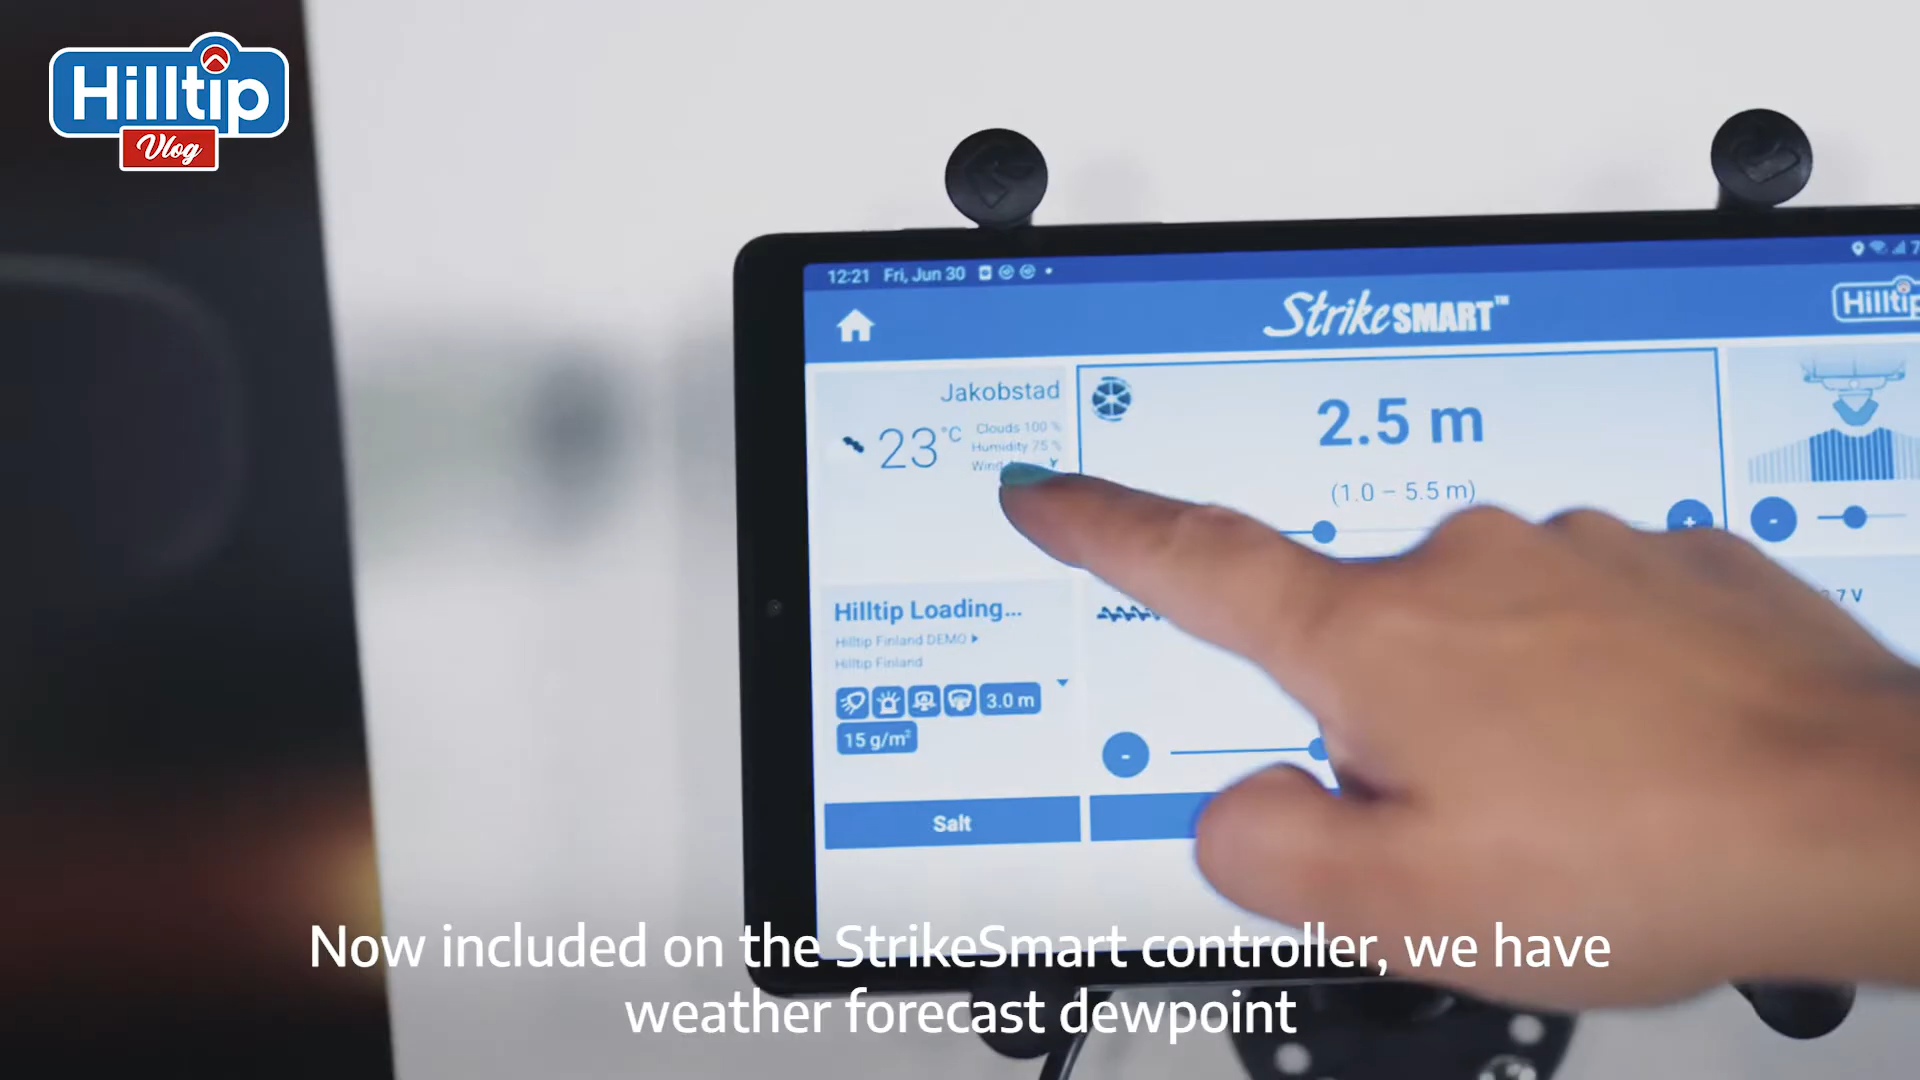 Hilltip
Vlog
12:21 Fri, Jun 30
StrikeSMART™
Hilltip
Jakobstad
23°C
Clouds 100 %
Humidity 75 %
Wind
2.5 m
(1.0 – 5.5 m)
+
-
Hilltip Loading...
Hilltip Finland DEMO
Hilltip Finland
3.0 m
15 g/m²
-
Salt
Now included on the StrikeSmart controller, we have
weather forecast dewpoint